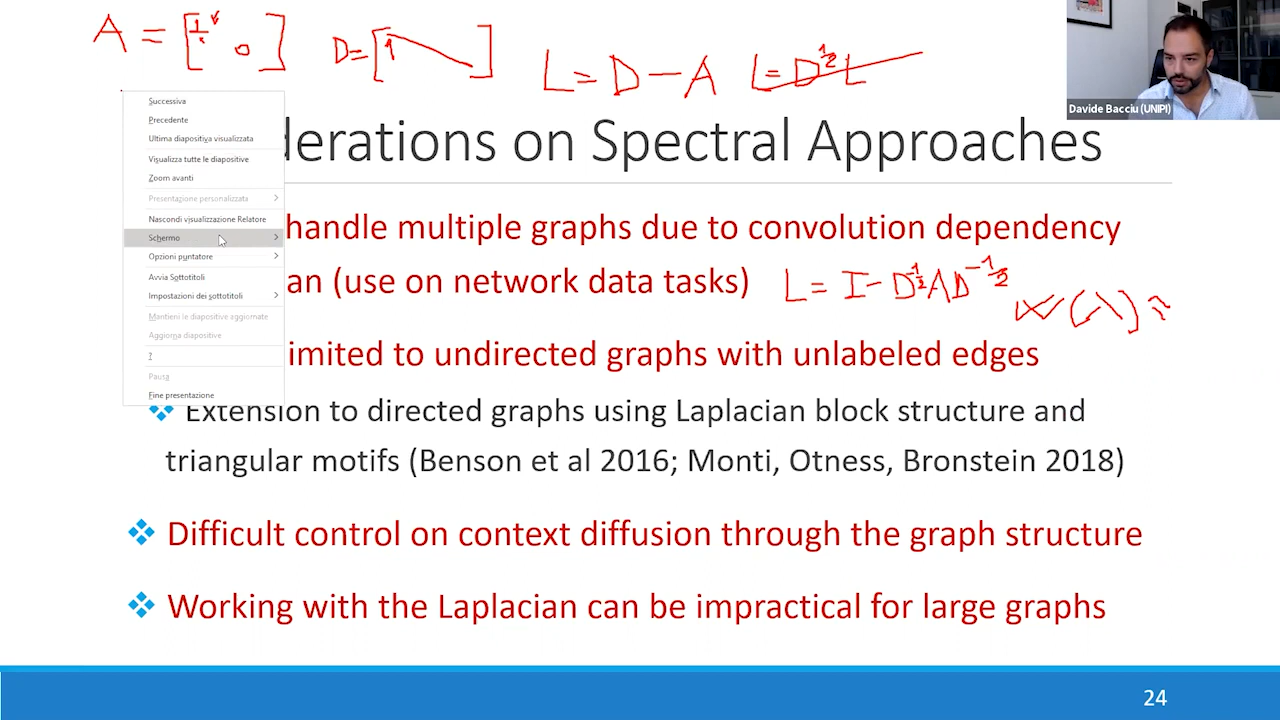 A = [1 0]
D = [1]
L = D - A
L = D^½ L
Davide Bacciu (UNIPI)
derations on Spectral Approaches
Successiva
Precedente
Ultima diapositiva visualizzata
Visualizza tutte le diapositive
Zoom avanti
Presentazione personalizzata
Nascondi visualizzazione Relatore
Schermo
Opzioni puntatore
Avvia Sottotitoli
Impostazioni dei sottotitoli
Mantieni le diapositive aggiornate
Aggiorna diapositive
?
Pausa
Fine presentazione
handle multiple graphs due to convolution dependency
an (use on network data tasks)
L = I - D^-½ A D^-½
W(λ) ≈
imited to undirected graphs with unlabeled edges
Extension to directed graphs using Laplacian block structure and
triangular motifs (Benson et al 2016; Monti, Otness, Bronstein 2018)
Difficult control on context diffusion through the graph structure
Working with the Laplacian can be impractical for large graphs
24